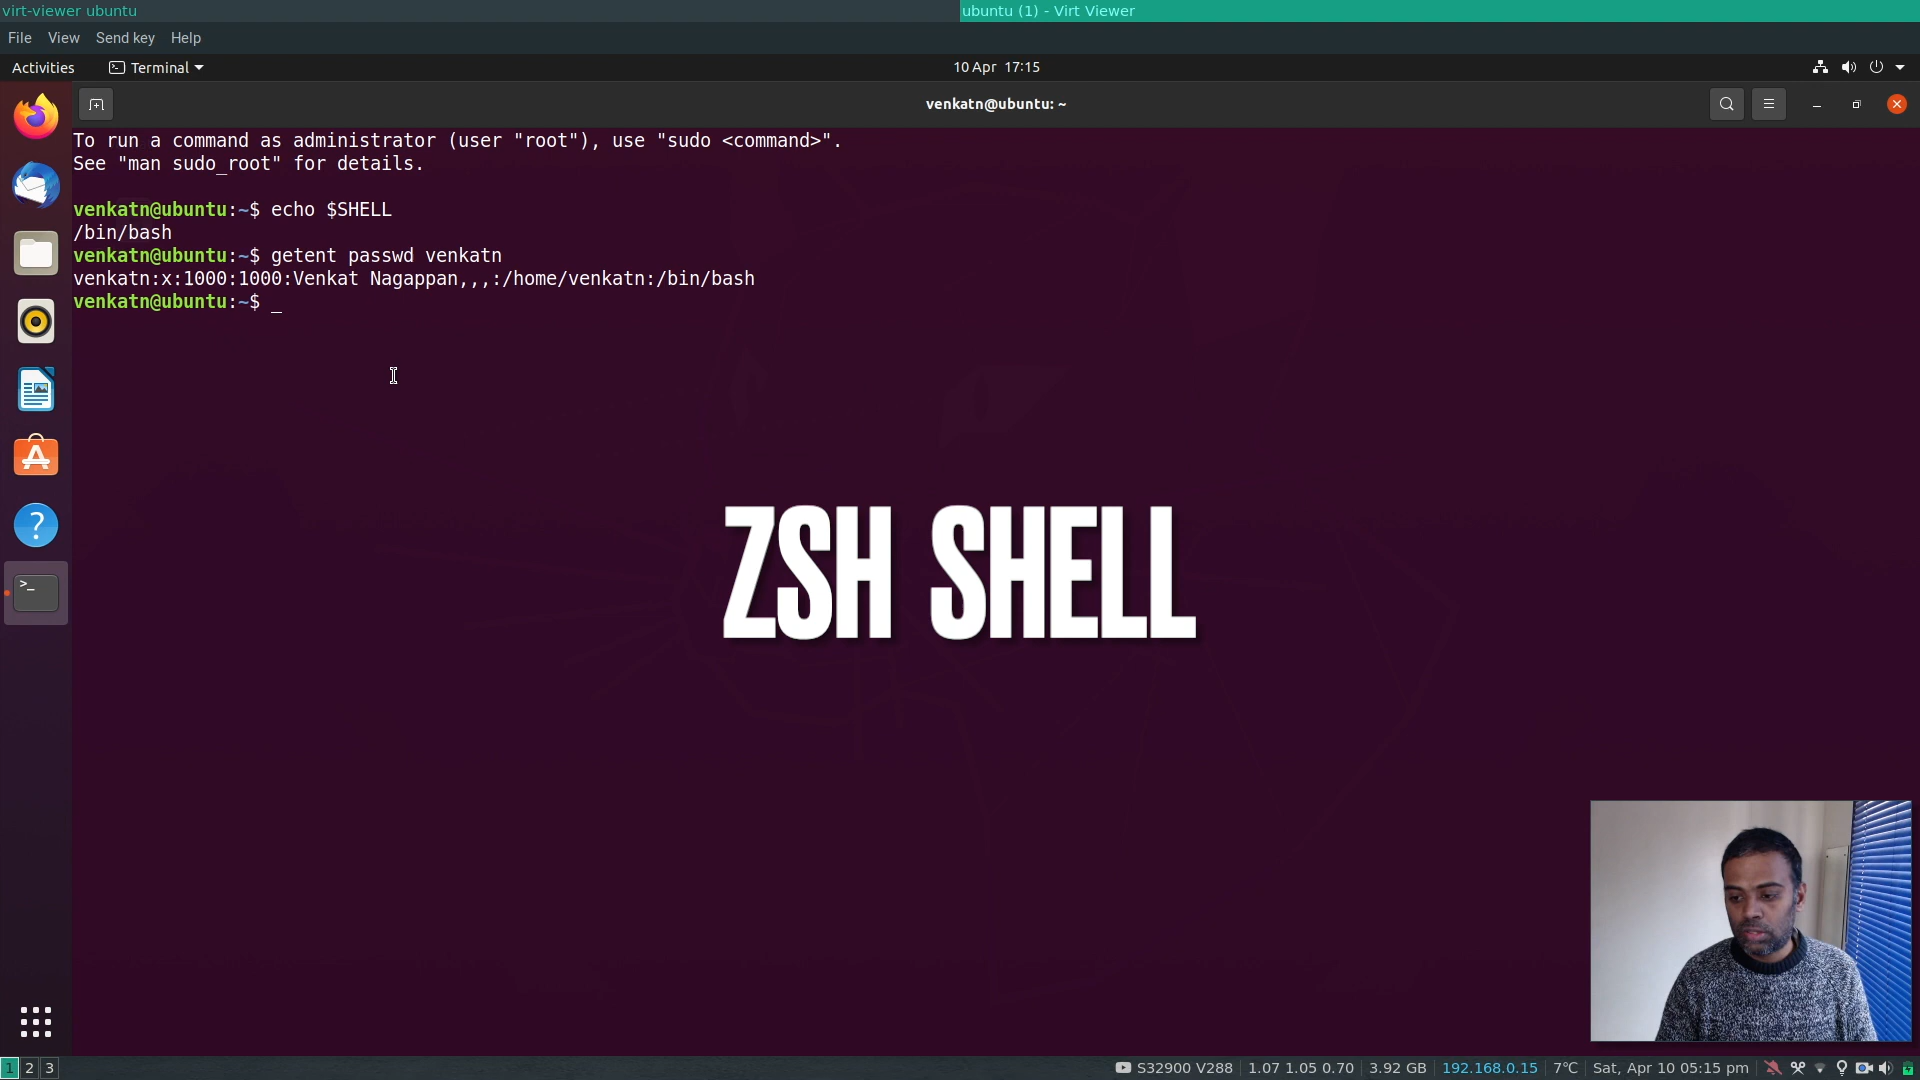 virt-viewer ubuntu
ubuntu (1) - Virt Viewer
File View Send key Help
Activities Terminal 10 Apr 17:15
venkatn@ubuntu: ~
To run a command as administrator (user "root"), use "sudo <command>".
See "man sudo_root" for details.
venkatn@ubuntu:~$ echo $SHELL
/bin/bash
venkatn@ubuntu:~$ getent passwd venkatn
venkatn:x:1000:1000:Venkat Nagappan,,,:/home/venkatn:/bin/bash
venkatn@ubuntu:~$ _
ZSH SHELL
1 2 3 S32900 V288 1.07 1.05 0.70 3.92 GB 192.168.0.15 7°C Sat, Apr 10 05:15 pm